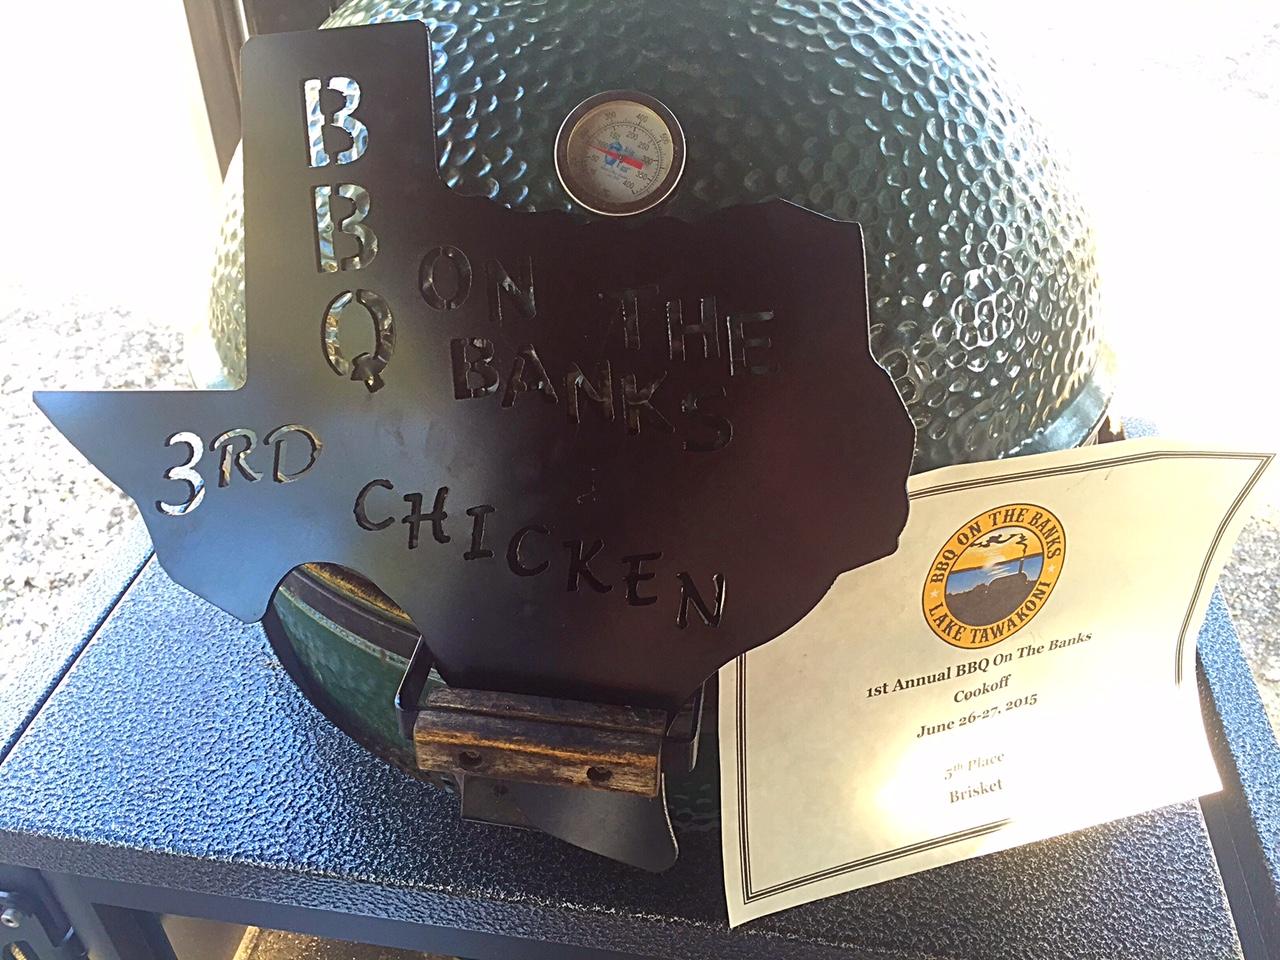 BBQ
ON THE
BANKS
3RD
CHICKEN
BBQ ON THE BANKS
LAKE TAWAKONI
1st Annual BBQ On The Banks
Cookoff
June 26-27, 2015
5th Place
Brisket